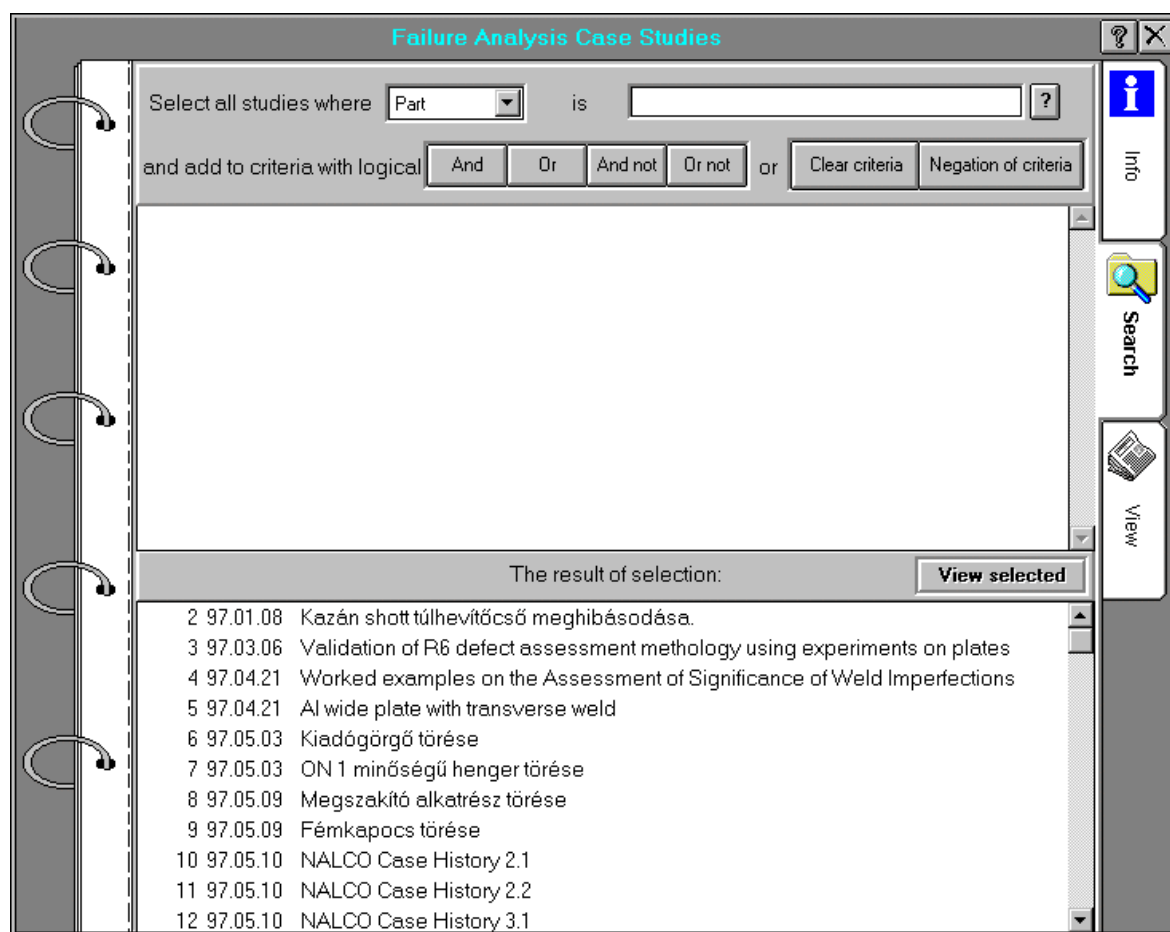 Failure Analysis Case Studies
Select all studies where Part is ?
and add to criteria with logical And Or And not Or not or Clear criteria Negation of criteria
Info
Search
View
The result of selection: View selected
2 97.01.08 Kazán shott túlhevítőcső meghibásodása.
3 97.03.06 Validation of R6 defect assessment methology using experiments on plates
4 97.04.21 Worked examples on the Assessment of Significance of Weld Imperfections
5 97.04.21 Al wide plate with transverse weld
6 97.05.03 Kiadógörgő törése
7 97.05.03 ON 1 minőségű henger törése
8 97.05.09 Megszakító alkatrész törése
9 97.05.09 Fémkapocs törése
10 97.05.10 NALCO Case History 2.1
11 97.05.10 NALCO Case History 2.2
12 97.05.10 NALCO Case History 3.1